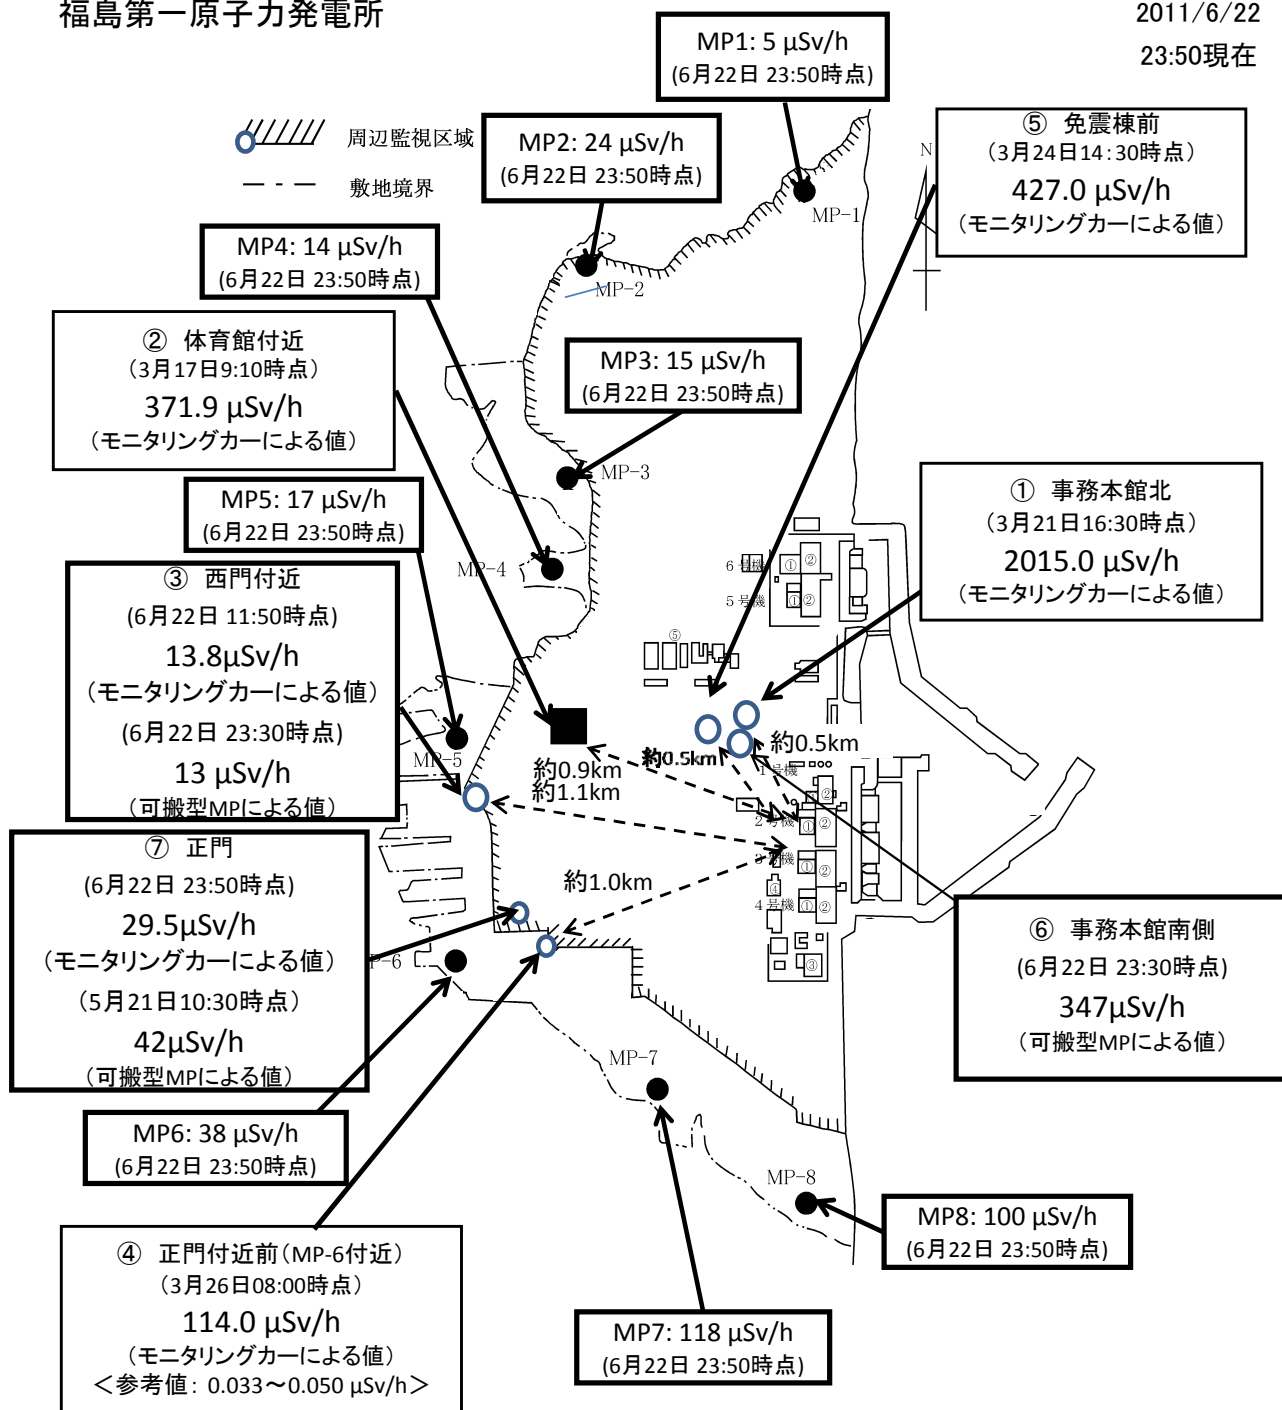 福島第一原子力発電所
2011/6/22
23:50現在
MP1: 5 μSv/h
(6月22日 23:50時点)
周辺監視区域
敷地境界
MP2: 24 μSv/h
(6月22日 23:50時点)
⑤ 免震棟前
(3月24日14:30時点)
427.0 μSv/h
(モニタリングカーによる値)
N
MP-1
MP4: 14 μSv/h
(6月22日 23:50時点)
MP-2
② 体育館付近
(3月17日9:10時点)
371.9 μSv/h
(モニタリングカーによる値)
MP3: 15 μSv/h
(6月22日 23:50時点)
MP-3
① 事務本館北
(3月21日16:30時点)
2015.0 μSv/h
(モニタリングカーによる値)
MP5: 17 μSv/h
(6月22日 23:50時点)
MP-4
③ 西門付近
(6月22日 11:50時点)
13.8μSv/h
(モニタリングカーによる値)
(6月22日 23:30時点)
13 μSv/h
(可搬型MPによる値)
6号機
①
②
5号機
①
②
⑤
MP-5
約0.9km
約1.1km
約0.5km
約0.5km
1号機
②
2号機
①
②
3号機
①
②
④
4号機
①
②
③
⑦ 正門
(6月22日 23:50時点)
29.5μSv/h
(モニタリングカーによる値)
(5月21日10:30時点)
42μSv/h
(可搬型MPによる値)
約1.0km
P-6
⑥ 事務本館南側
(6月22日 23:30時点)
347μSv/h
(可搬型MPによる値)
MP-7
MP6: 38 μSv/h
(6月22日 23:50時点)
MP-8
MP8: 100 μSv/h
(6月22日 23:50時点)
④ 正門付近前(MP-6付近)
(3月26日08:00時点)
114.0 μSv/h
(モニタリングカーによる値)
<参考値: 0.033~0.050 μSv/h>
MP7: 118 μSv/h
(6月22日 23:50時点)